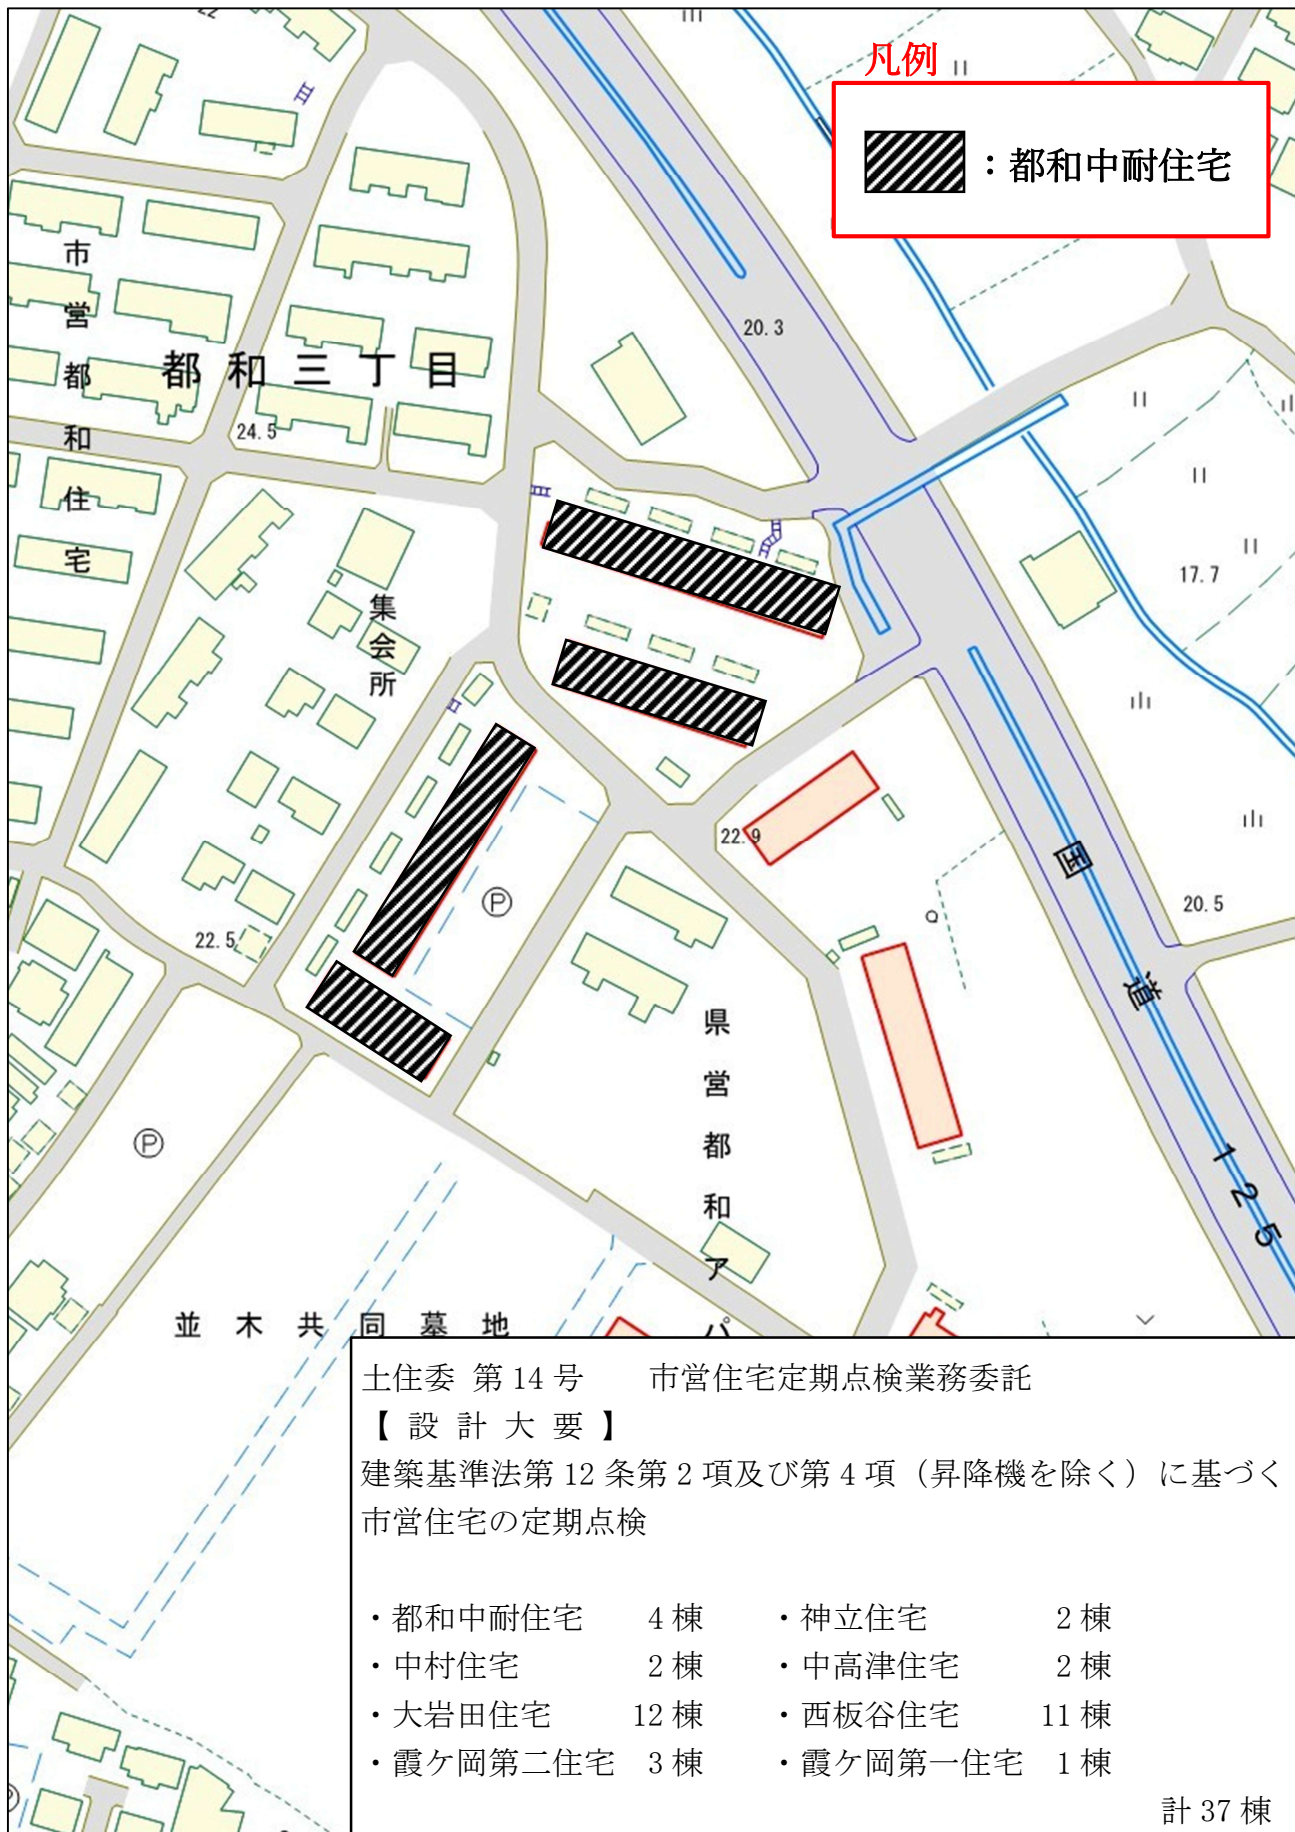 22
凡例
：都和中耐住宅
市営都和住宅
都和三丁目
20.3
24.5
17.7
集会所
22.9
国道125
P
20.5
22.5
県営都和アパ
P
並木共同墓地
土住委 第14号　　市営住宅定期点検業務委託
【 設 計 大 要 】
建築基準法第12条第2項及び第4項（昇降機を除く）に基づく
市営住宅の定期点検
・都和中耐住宅　4棟　・神立住宅　2棟
・中村住宅　2棟　・中高津住宅　2棟
・大岩田住宅　12棟　・西板谷住宅　11棟
・霞ケ岡第二住宅　3棟　・霞ケ岡第一住宅　1棟
計37棟